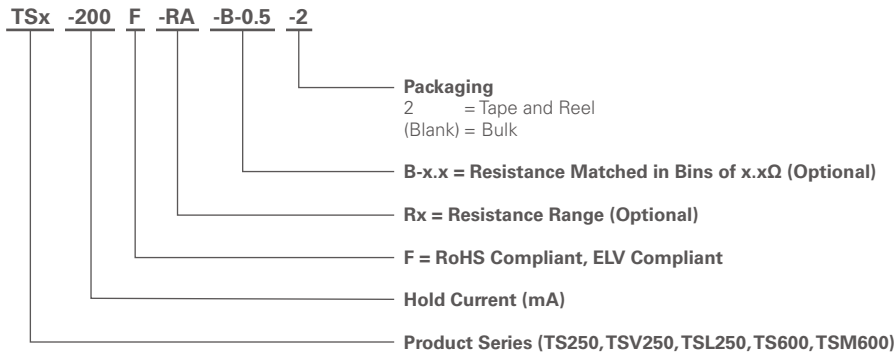 TSx -200 F -RA -B-0.5 -2
Packaging
2 = Tape and Reel
(Blank) = Bulk
B-x.x = Resistance Matched in Bins of x.xΩ (Optional)
Rx = Resistance Range (Optional)
F = RoHS Compliant, ELV Compliant
Hold Current (mA)
Product Series (TS250, TSV250, TSL250, TS600, TSM600)